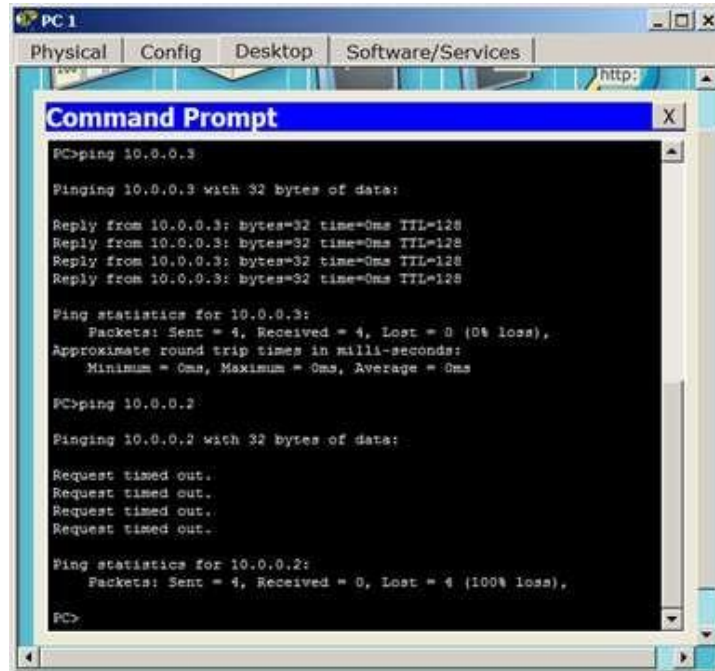 PC 1
Physical Config Desktop Software/Services
http:
Command Prompt X
PC>ping 10.0.0.3
Pinging 10.0.0.3 with 32 bytes of data:
Reply from 10.0.0.3: bytes=32 time=0ms TTL=128
Reply from 10.0.0.3: bytes=32 time=0ms TTL=128
Reply from 10.0.0.3: bytes=32 time=0ms TTL=128
Reply from 10.0.0.3: bytes=32 time=0ms TTL=128
Ping statistics for 10.0.0.3:
Packets: Sent = 4, Received = 4, Lost = 0 (0% loss),
Approximate round trip times in milli-seconds:
Minimum = 0ms, Maximum = 0ms, Average = 0ms
PC>ping 10.0.0.2
Pinging 10.0.0.2 with 32 bytes of data:
Request timed out.
Request timed out.
Request timed out.
Request timed out.
Ping statistics for 10.0.0.2:
Packets: Sent = 4, Received = 0, Lost = 4 (100% loss),
PC>